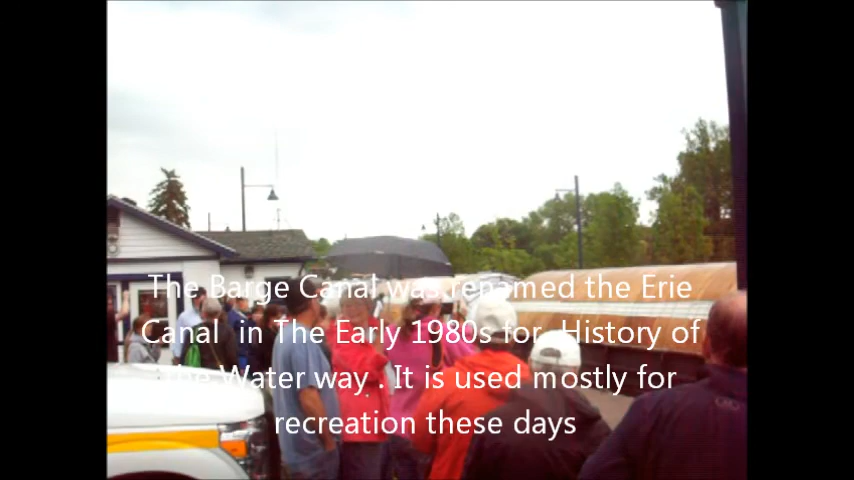 The Barge Canal was renamed the Erie
Canal in The Early 1980s for History of
The Water way . It is used mostly for
recreation these days